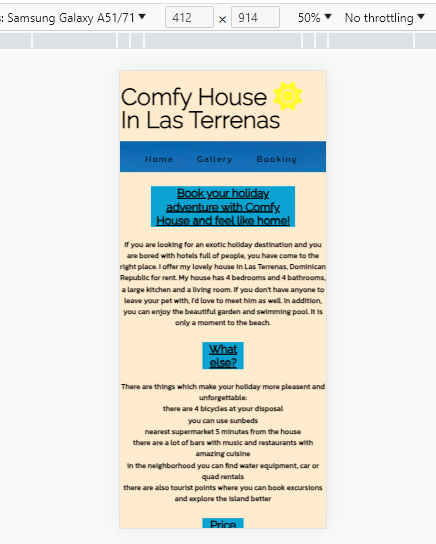 : Samsung Galaxy A51/71 ▼ 412 × 914 50% ▼ No throttling ▼
Comfy House
In Las Terrenas
Home Gallery Booking
Book your holiday
adventure with Comfy
House and feel like home!
If you are looking for an exotic holiday destination and you
are bored with hotels full of people, you have come to the
right place. I offer my lovely house in Las Terrenas, Dominican
Republic for rent. My house has 4 bedrooms and 4 bathrooms,
a large kitchen and a living room. If you don't have anyone to
leave your pet with, I'd love to meet him as well. In addition,
you can enjoy the beautiful garden and swimming pool. It is
only a moment to the beach.
What
else?
There are things which make your holiday more pleasent and
unforgettable:
there are 4 bicycles at your disposal
you can use sunbeds
nearest supermarket 5 minutes from the house
there are a lot of bars with music and restaurants with
amazing cuisine
in the neighborhood you can find water equipment, car or
quad rentals
there are also tourist points where you can book excursions
and explore the island better
Price